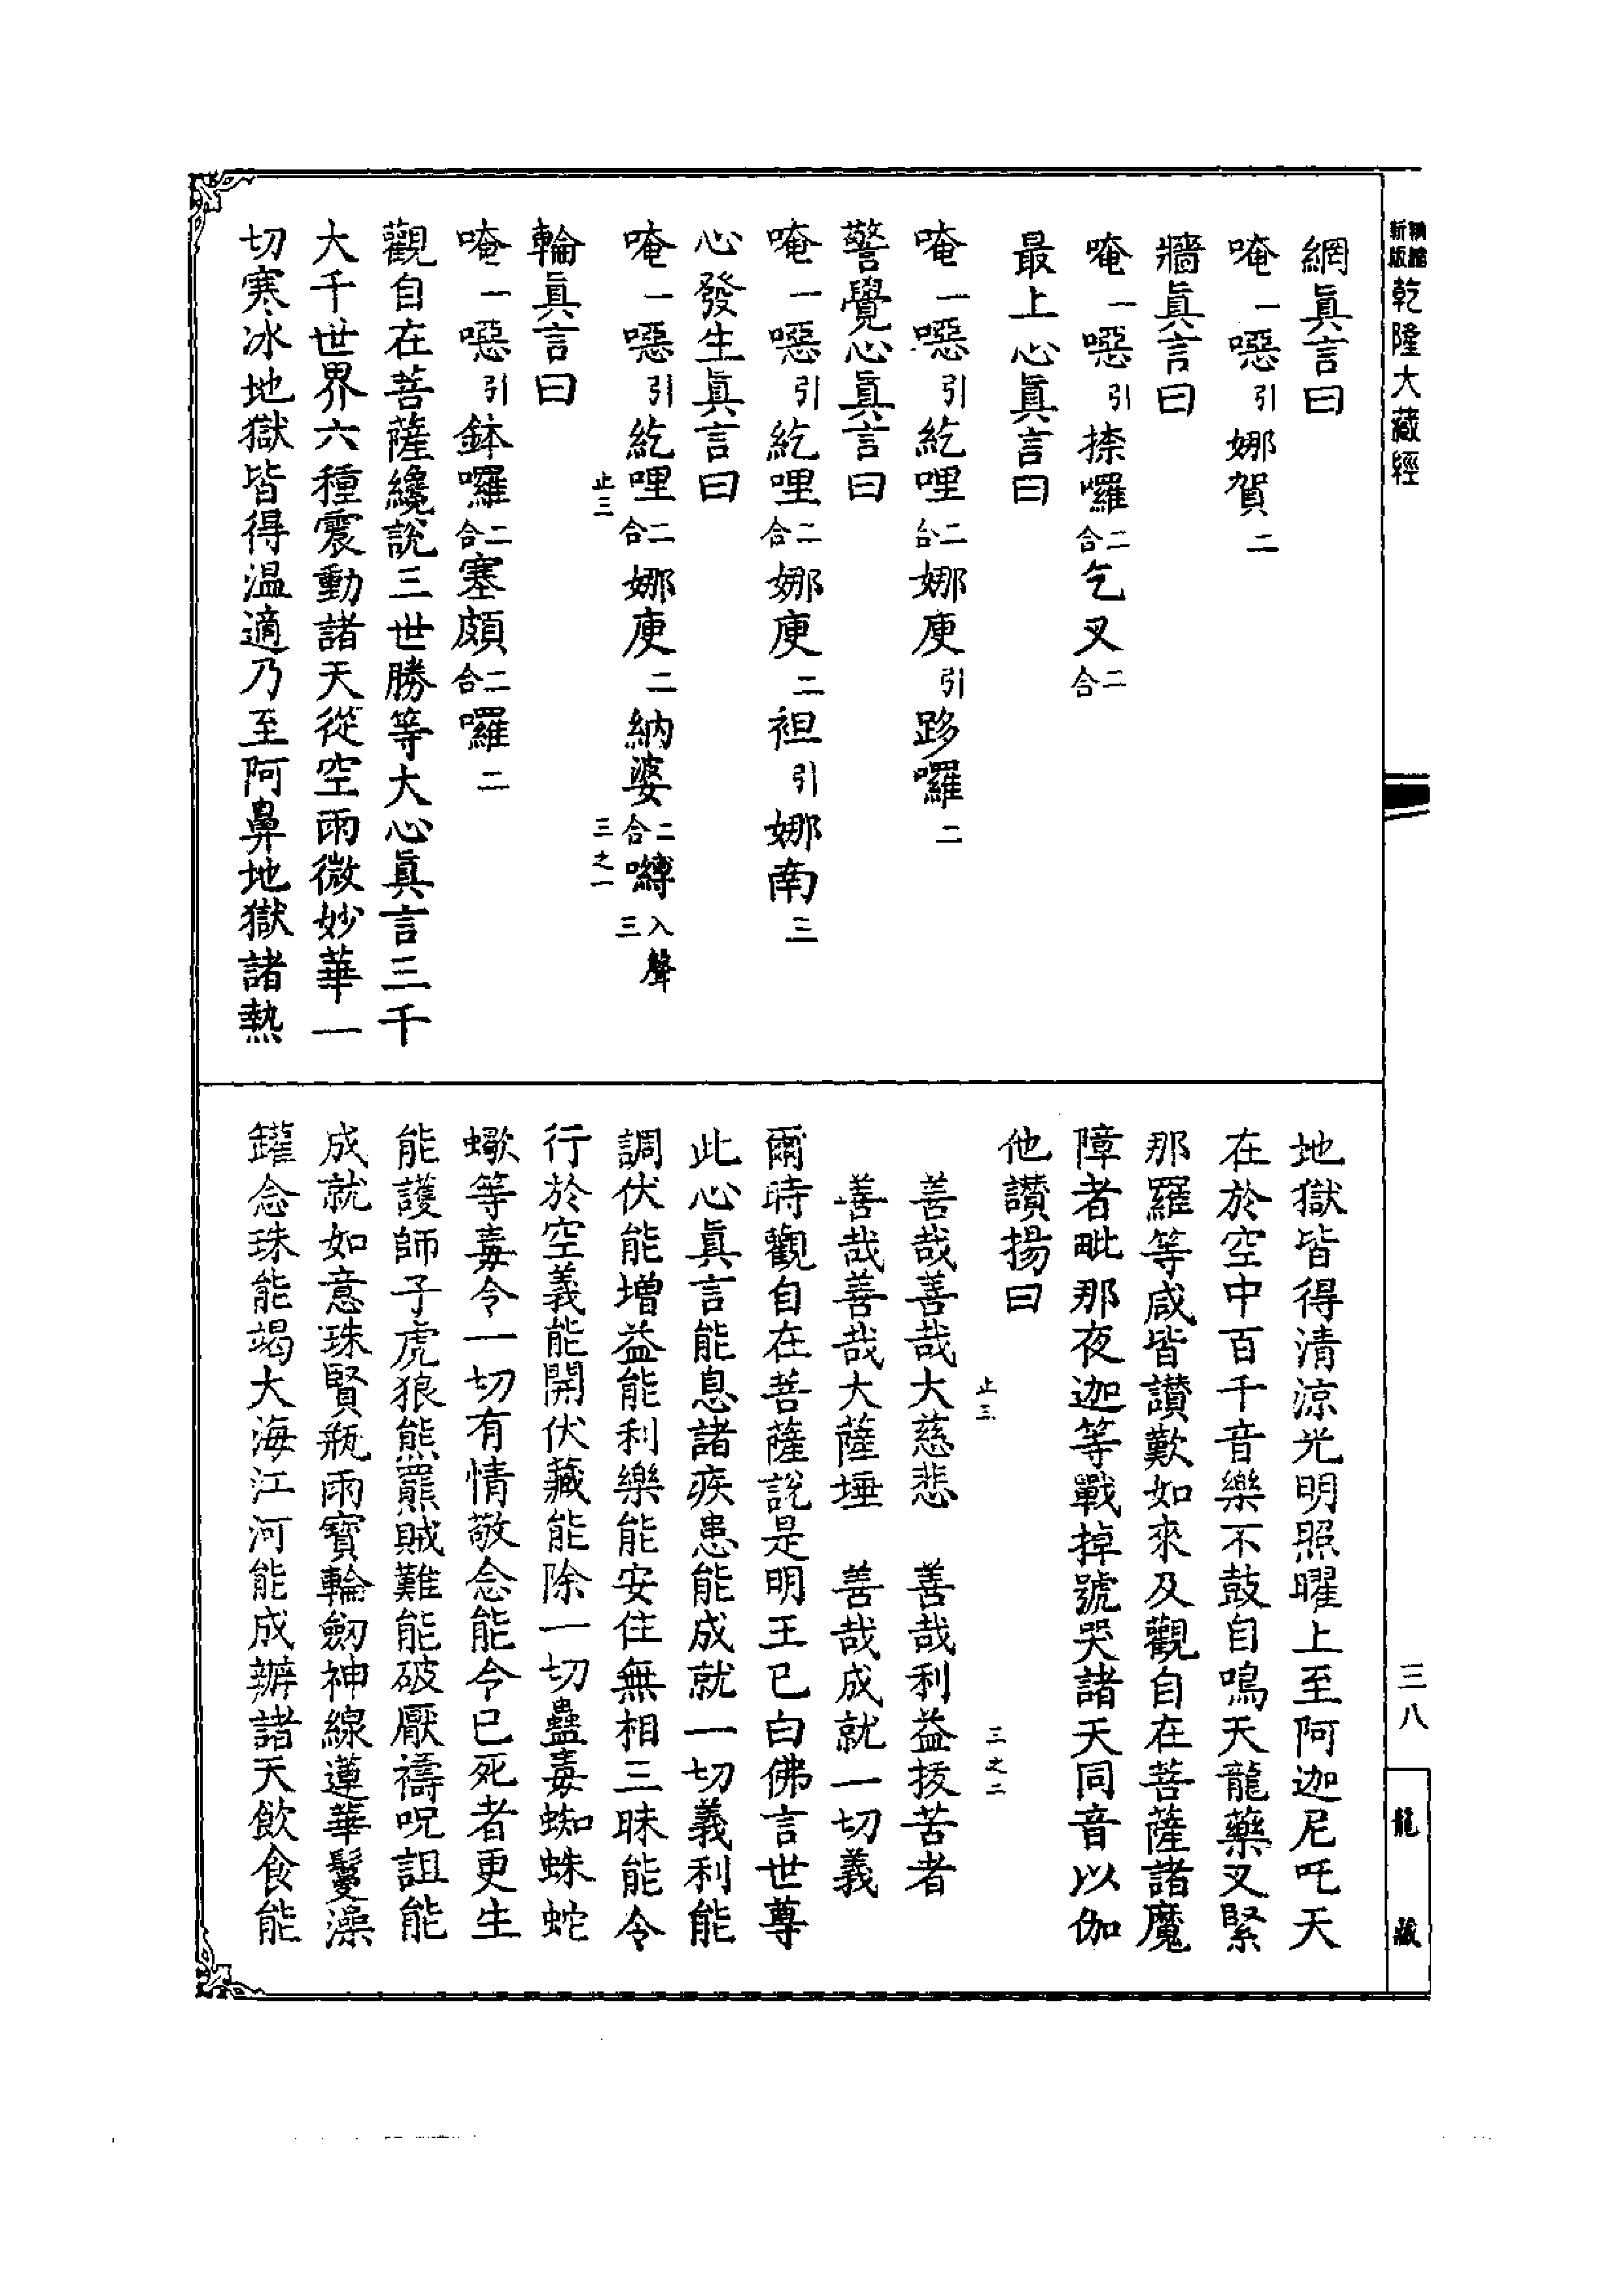 新版
乾隆大藏經
網眞言曰
唵一噁引娜賀二
牆眞言曰
唵一噁引捺囉二合乞叉二合
最上心眞言曰
唵一噁引紇哩二合娜庾引跢囉二
警覺心眞言曰
唵一噁引紇哩二合娜庾二袒引娜南三
心發生眞言曰
唵一噁引紇哩二合娜庾二納婆二合嚩入聲三
止三 三之一
輪眞言曰
唵一噁引鉢囉二合塞頗二合囉二
觀自在菩薩纔說三世勝等大心眞言三千
大千世界六種震動諸天從空雨微妙華一
切寒冰地獄皆得温適乃至阿鼻地獄諸熱
地獄皆得清涼光明照曜上至阿迦尼吒天
在於空中百千音樂不鼓自鳴天龍藥叉緊
那羅等咸皆讃歎如來及觀自在菩薩諸魔
障者毗那夜迦等戰掉號哭諸天同音以伽
他讃揚曰
止三 三之二
善哉善哉大慈悲 善哉利益拔苦者
善哉善哉大薩埵 善哉成就一切義
爾時觀自在菩薩說是明王已白佛言世尊
此心眞言能息諸疾患能成就一切義利能
調伏能增益能利樂能安住無相三昧能令
行於空義能開伏藏能除一切蠱毒蜘蛛蛇
蠍等毒令一切有情敬念能令已死者更生
能護師子虎狼熊羆賊難能破厭禱呪詛能
成就如意珠賢瓶雨寶輪劒神線蓮華鬘澡
鑵念珠能竭大海江河能成辦諸天飲食能
三八
龍藏